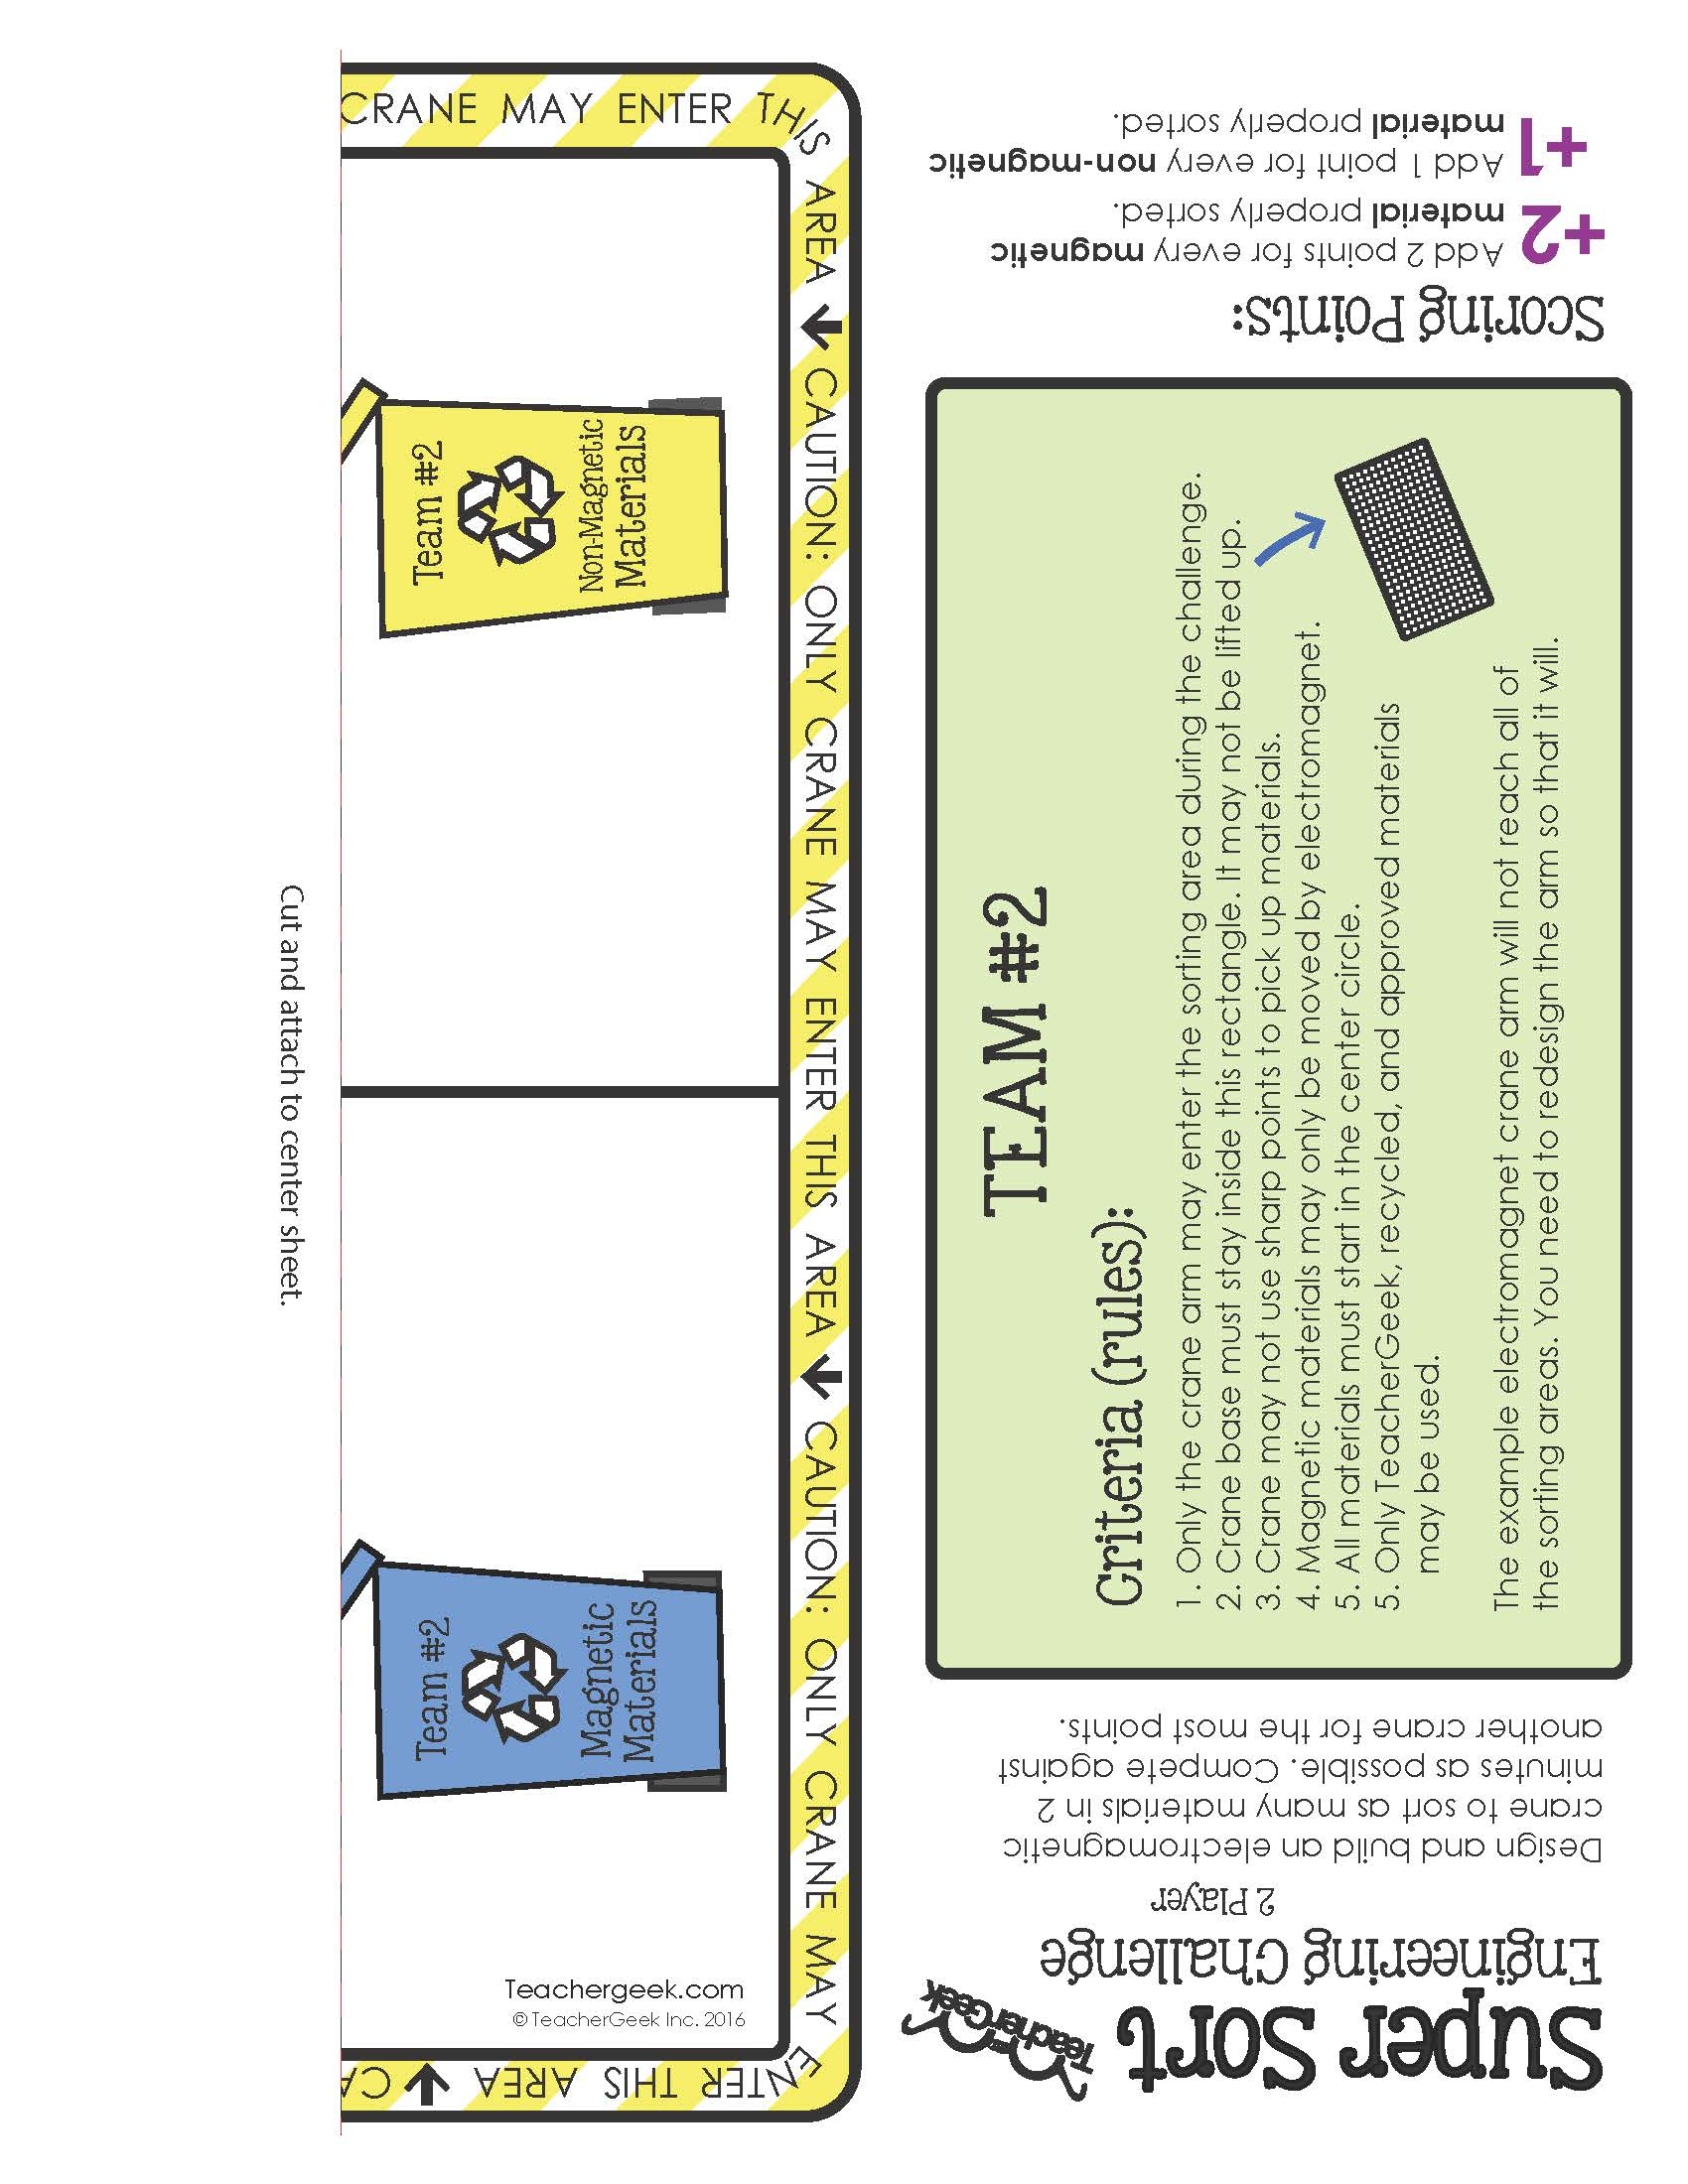 Super Sort
Engineering Challenge
2 Player
TeacherGeek
Design and build an electromagnetic
crane to sort as many materials in 2
minutes as possible. Compete against
another crane for the most points.
TEAM #2
Criteria (rules):
1. Only the crane arm may enter the sorting area during the challenge.
2. Crane base must stay inside this rectangle. It may not be lifted up.
3. Crane may not use sharp points to pick up materials.
4. Magnetic materials may only be moved by electromagnet.
5. All materials must start in the center circle.
5. Only TeacherGeek, recycled, and approved materials
may be used.
The example electromagnet crane arm will not reach all of
the sorting areas. You need to redesign the arm so that it will.
Scoring Points:
+2 Add 2 points for every magnetic
material properly sorted.
+1 Add 1 point for every non-magnetic
material properly sorted.
CRANE MAY ENTER THIS AREA CAUTION: ONLY CRANE MAY ENTER THIS AREA CAUTION: ONLY CRANE MAY ENTER THIS AREA CA
Team #2
Non-Magnetic
Materials
Team #2
Magnetic
Materials
Teachergeek.com
©TeacherGeek Inc. 2016
Cut and attach to center sheet.